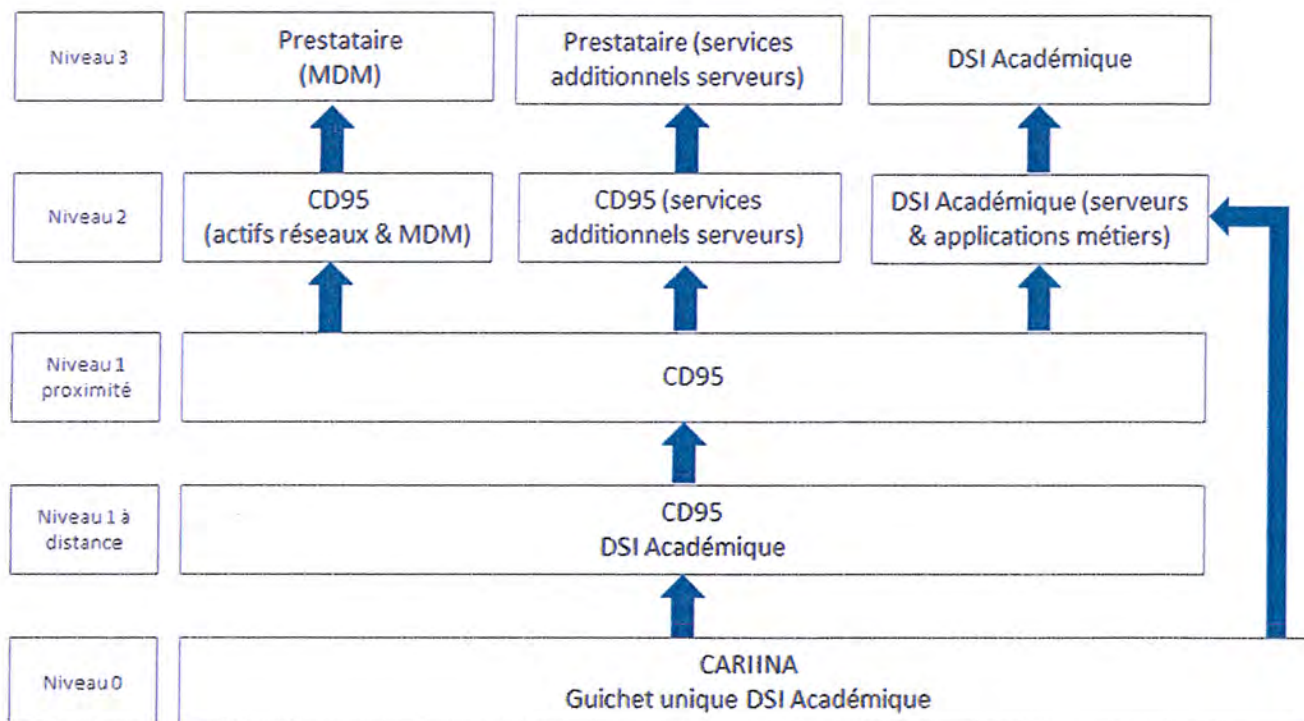 Niveau 3
Prestataire
(MDM)
Prestataire (services
additionnels serveurs)
DSI Académique
Niveau 2
CD95
(actifs réseaux & MDM)
CD95 (services
additionnels serveurs)
DSI Académique (serveurs
& applications métiers)
Niveau 1
proximité
CD95
Niveau 1 à
distance
CD95
DSI Académique
Niveau 0
CARIINA
Guichet unique DSI Académique